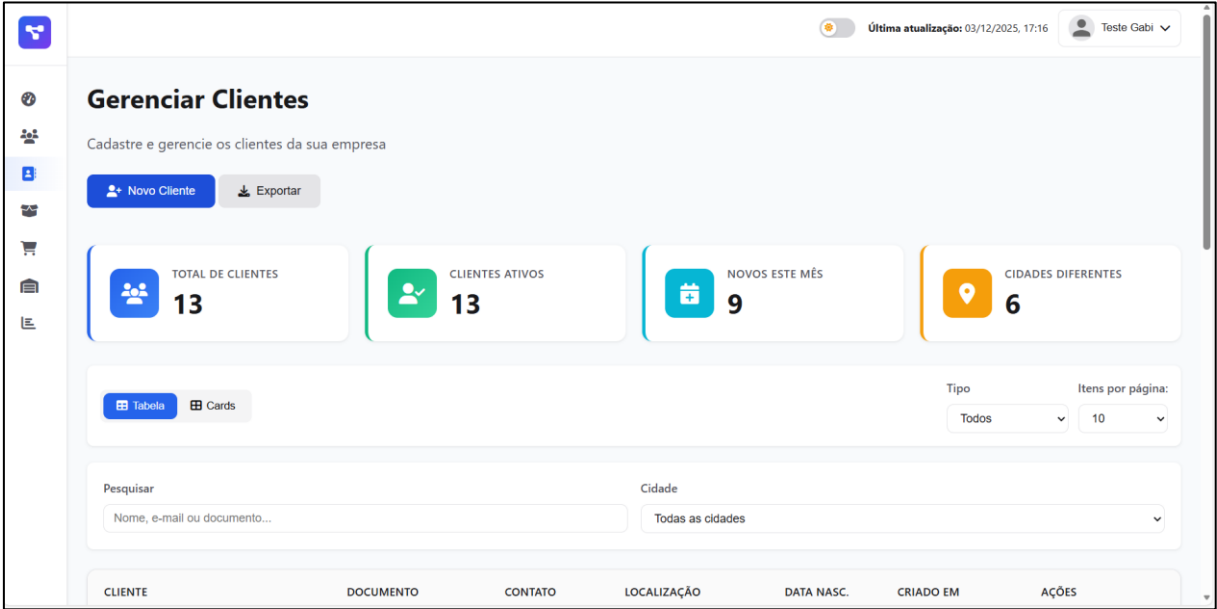 Última atualização: 03/12/2025, 17:16 Teste Gabi
Gerenciar Clientes
Cadastre e gerencie os clientes da sua empresa
Novo Cliente Exportar
TOTAL DE CLIENTES
13
CLIENTES ATIVOS
13
NOVOS ESTE MÊS
9
CIDADES DIFERENTES
6
Tabela Cards
Tipo
Todos
Itens por página:
10
Pesquisar
Nome, e-mail ou documento...
Cidade
Todas as cidades
CLIENTE DOCUMENTO CONTATO LOCALIZAÇÃO DATA NASC. CRIADO EM AÇÕES